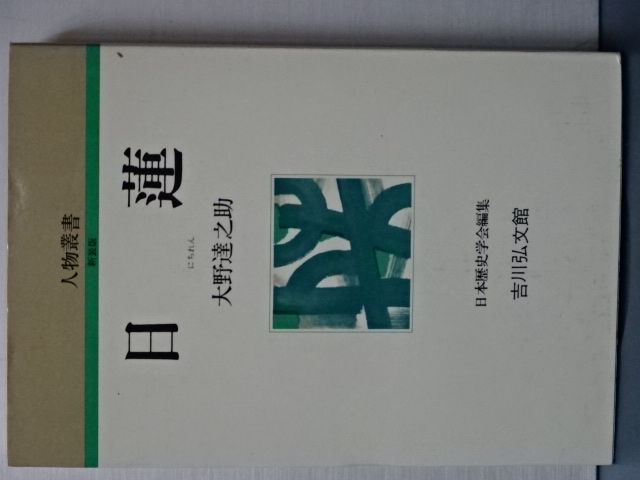 人物叢書
新装版
日蓮
にちれん
大野達之助
日本歴史学会編集
吉川弘文館